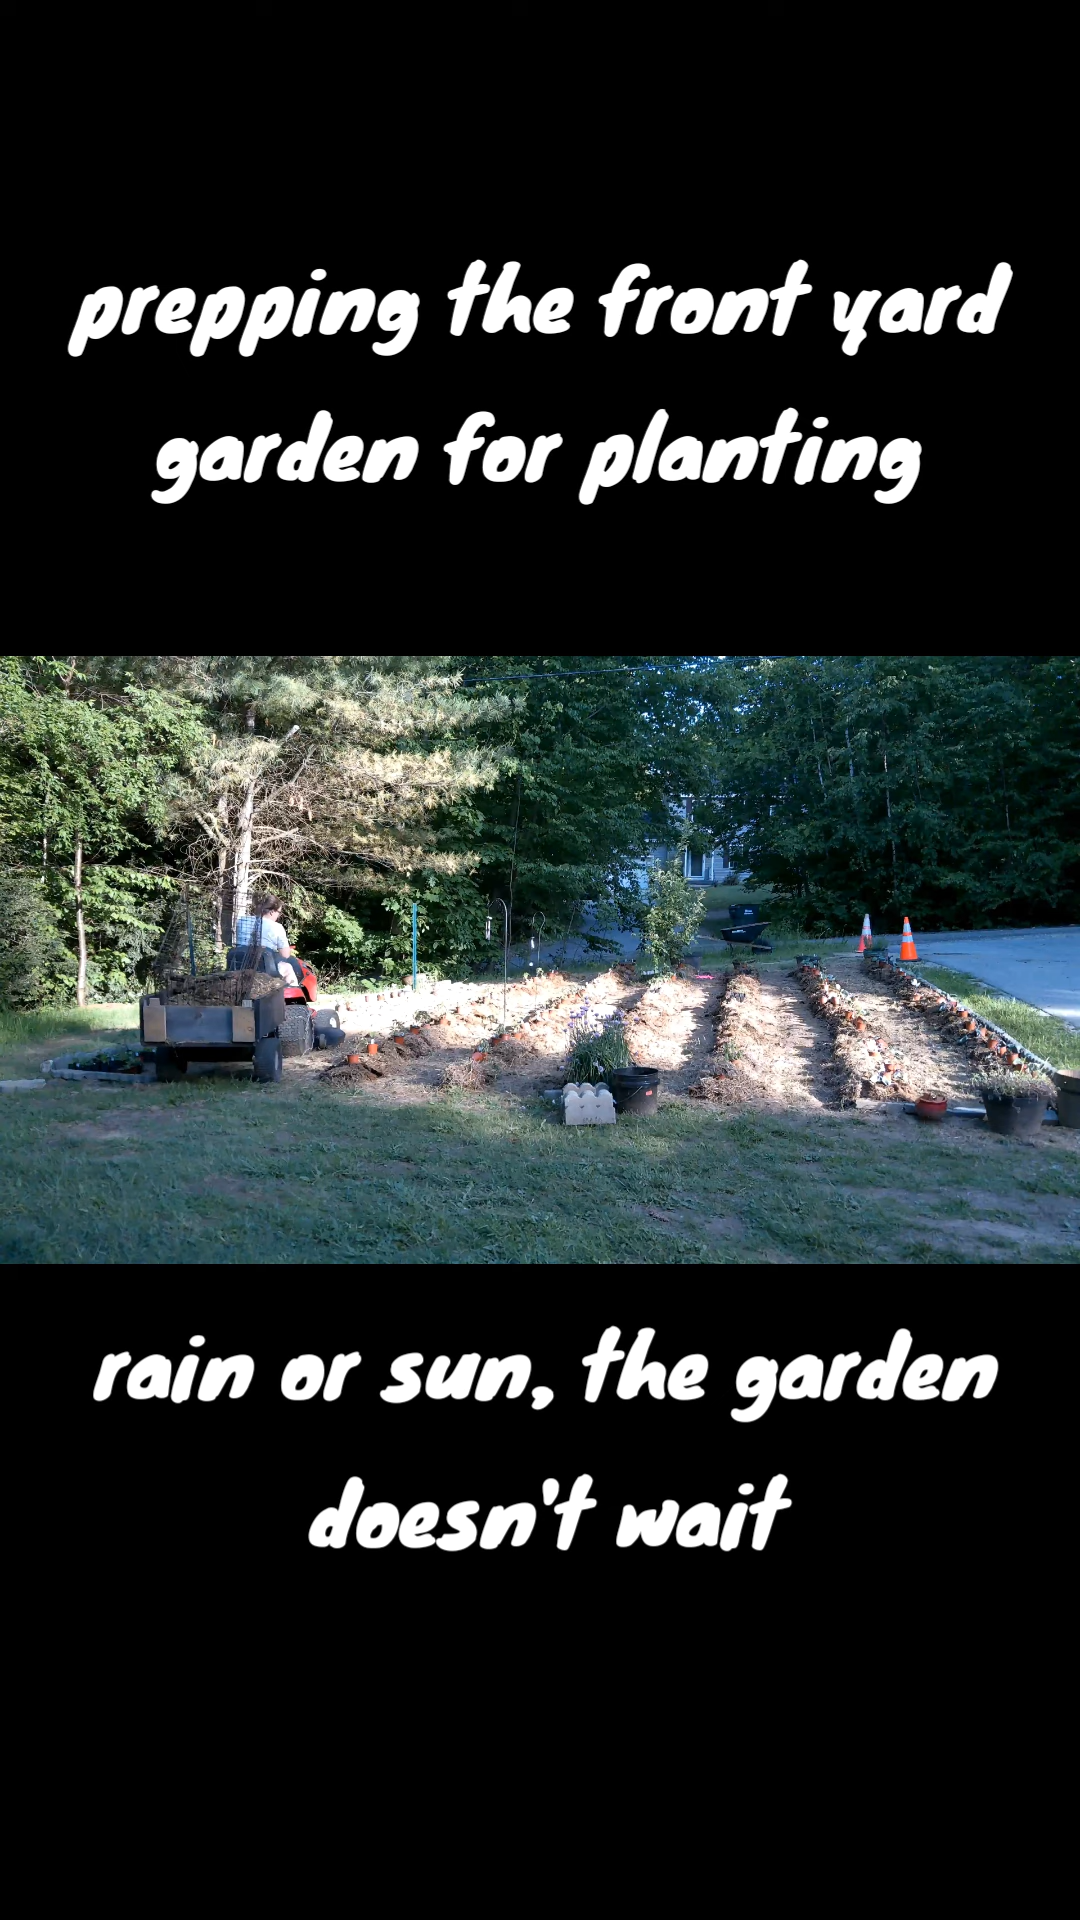 prepping the front yard
garden for planting
rain or sun, the garden
doesn't wait